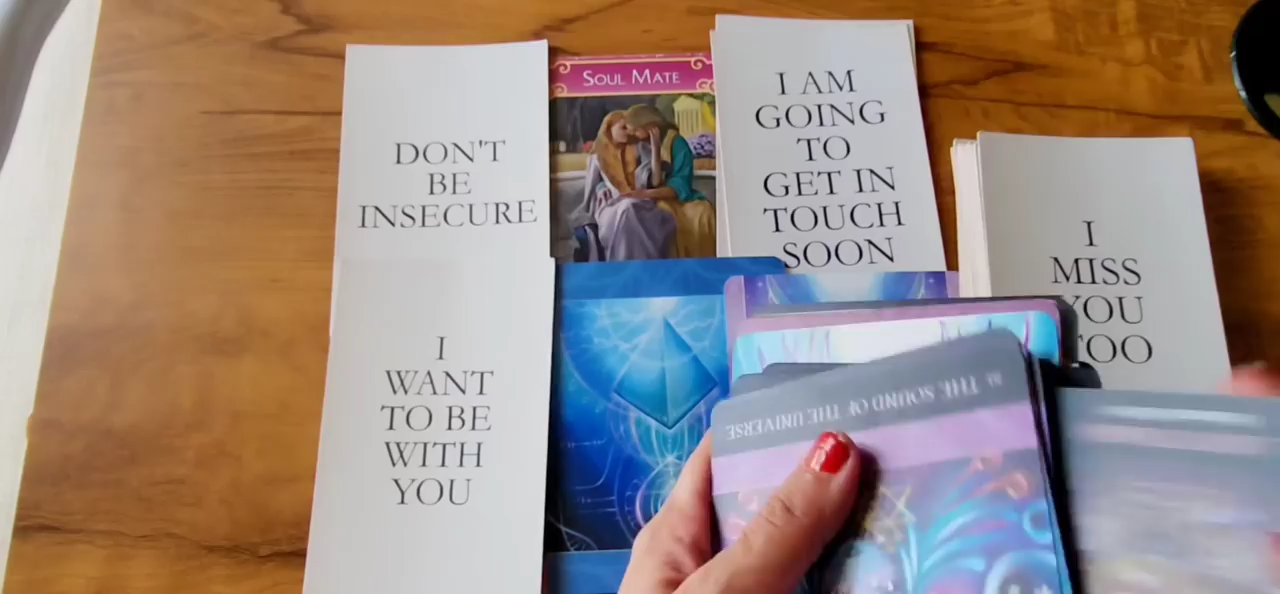 DON'T
BE
INSECURE
SOUL MATE
I AM
GOING
TO
GET IN
TOUCH
SOON
I
MISS
YOU
TOO
I
WANT
TO BE
WITH
YOU
THE SOUND OF THE UNIVERSE